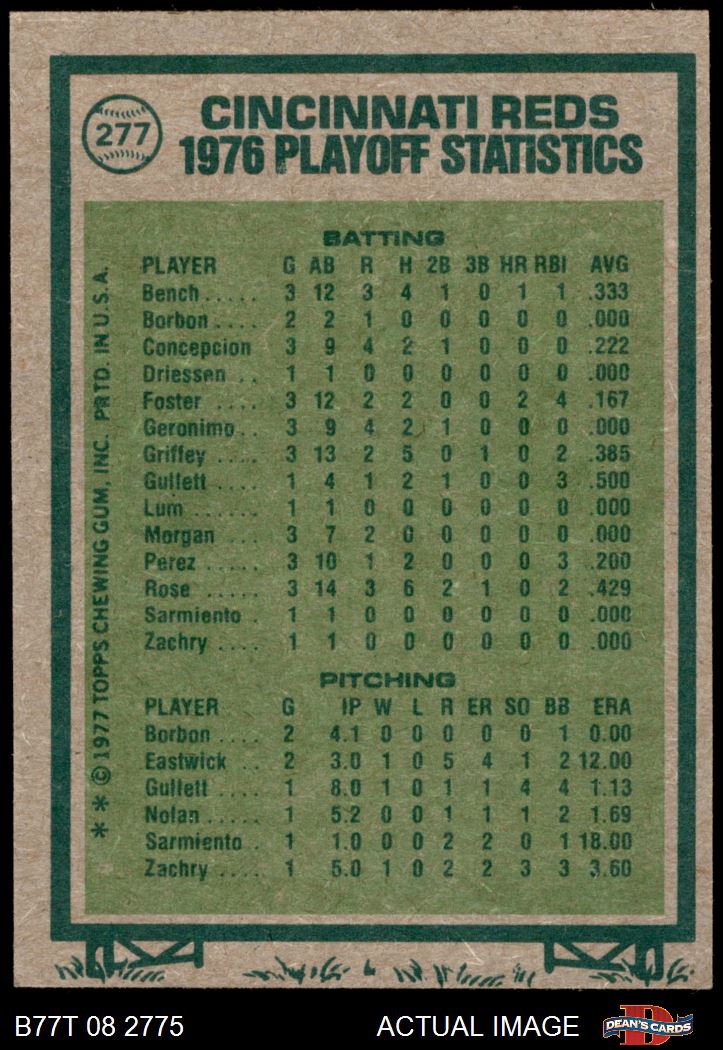 277
CINCINNATI REDS
1976 PLAYOFF STATISTICS
BATTING
PLAYER G AB R H 2B 3B HR RBI AVG
Bench ..... 3 12 3 4 1 0 1 1 .333
Borbon .... 2 2 1 0 0 0 0 0 .000
Concepcion 3 9 4 2 1 0 0 0 .222
Driessen .. 1 1 0 0 0 0 0 0 .000
Foster .... 3 12 2 2 0 0 2 4 .167
Geronimo .. 3 9 4 2 1 0 0 0 .000
Griffey .... 3 13 2 5 0 1 0 2 .385
Gullett .... 1 4 1 2 1 0 0 3 .500
Lum ...... 1 1 0 0 0 0 0 0 .000
Morgan ... 3 7 2 0 0 0 0 0 .000
Perez ..... 3 10 1 2 0 0 0 3 .200
Rose ..... 3 14 3 6 2 1 0 2 .429
Sarmiento . 1 1 0 0 0 0 0 0 .000
Zachry .... 1 1 0 0 0 0 0 0 .000
PITCHING
PLAYER G IP W L R ER SO BB ERA
Borbon .... 2 4.1 0 0 0 0 0 1 0.00
Eastwick .. 2 3.0 1 0 5 4 1 2 12.00
Gullett .... 1 8.0 1 0 1 1 4 4 1.13
Nolan ..... 1 5.2 0 0 1 1 1 2 1.69
Sarmiento . 1 1.0 0 0 2 2 0 1 18.00
Zachry .... 1 5.0 1 0 2 2 3 3 3.60
* * © 1977 TOPPS CHEWING GUM, INC. PRTD. IN U.S.A.
B77T 08 2775
ACTUAL IMAGE
D
DEAN'S CARDS